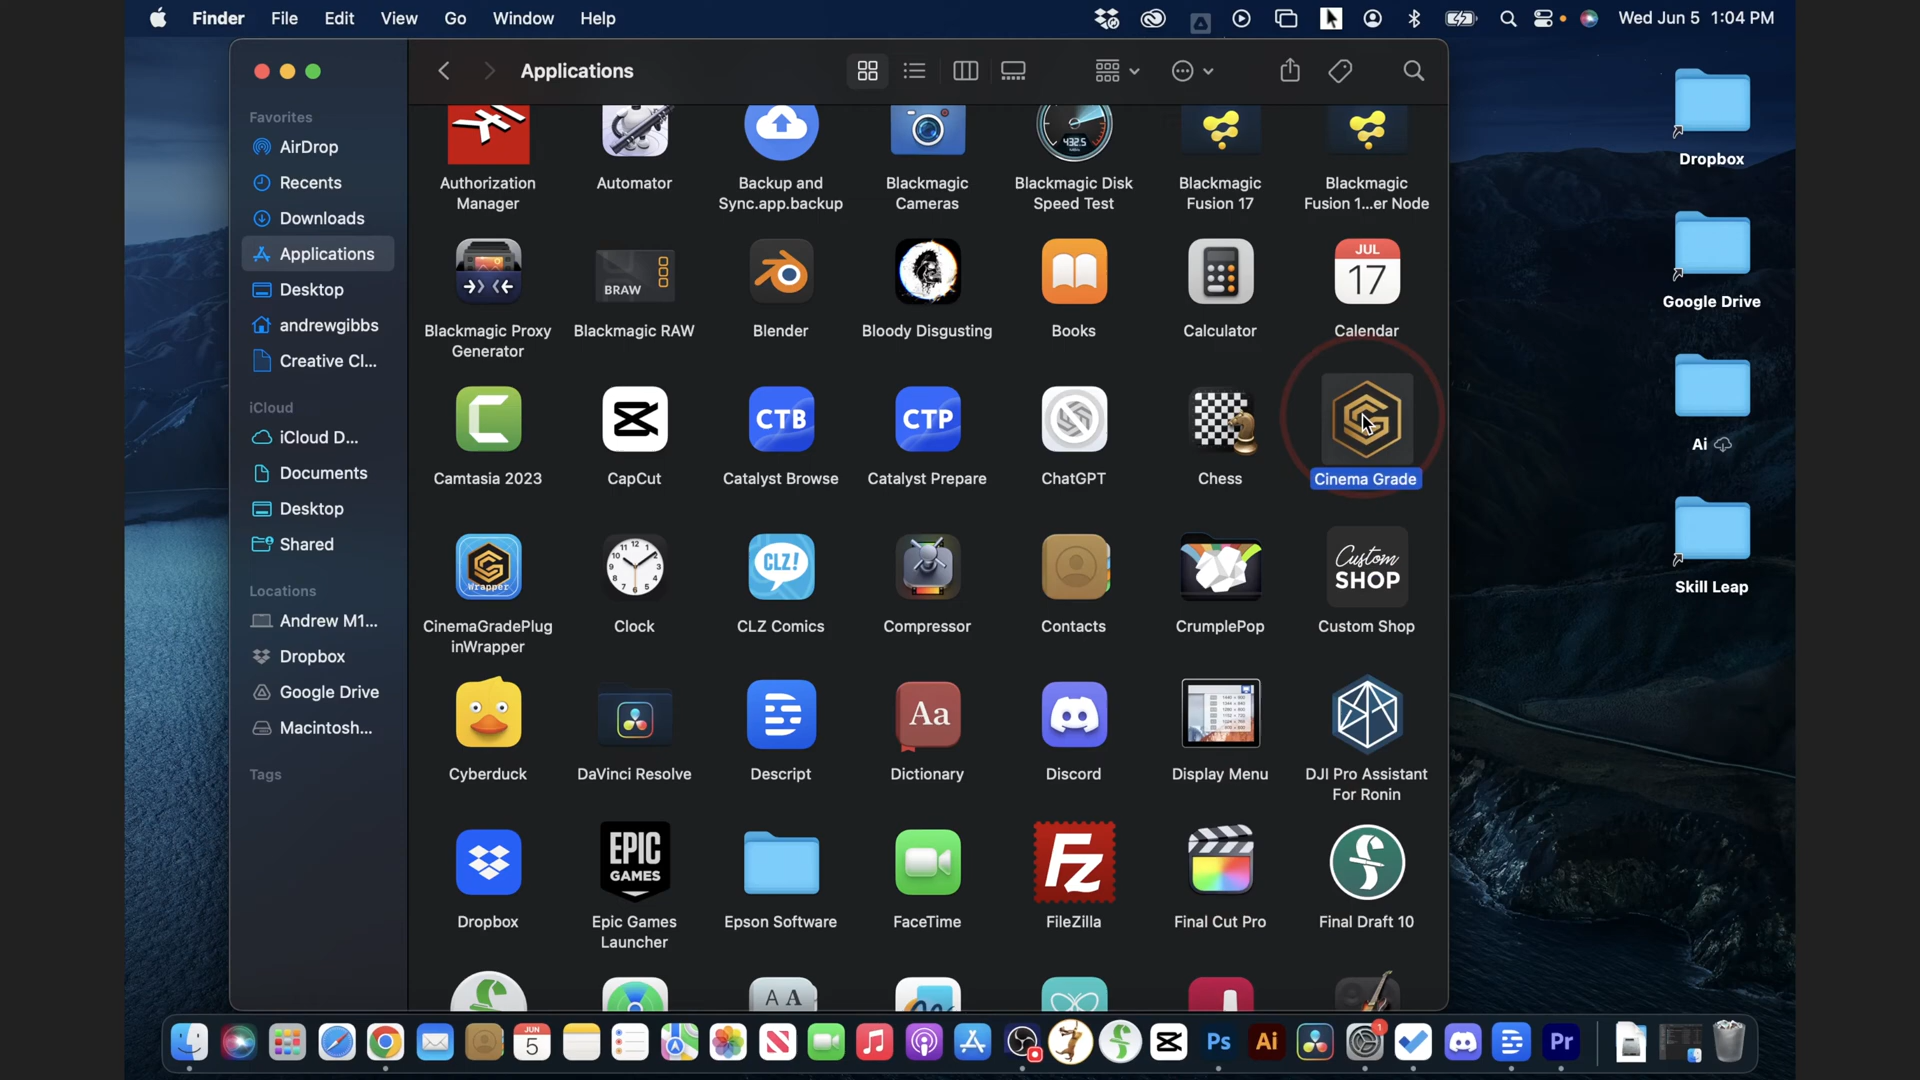 Finder File Edit View Go Window Help
Wed Jun 5 1:04 PM
Applications
Favorites
AirDrop
Recents
Downloads
Applications
Desktop
andrewgibbs
Creative Cl...
iCloud
iCloud D...
Documents
Desktop
Shared
Locations
Andrew M1...
Dropbox
Google Drive
Macintosh...
Tags
432.5
Authorization Manager
Automator
Backup and Sync.app.backup
Blackmagic Cameras
Blackmagic Disk Speed Test
Blackmagic Fusion 17
Blackmagic Fusion 1...er Node
BRAW
JUL
17
Blackmagic Proxy Generator
Blackmagic RAW
Blender
Bloody Disgusting
Books
Calculator
Calendar
CTB
CTP
Camtasia 2023
CapCut
Catalyst Browse
Catalyst Prepare
ChatGPT
Chess
Cinema Grade
Wrapper
CLZ!
Custom SHOP
CinemaGradePluginWrapper
Clock
CLZ Comics
Compressor
Contacts
CrumplePop
Custom Shop
Aa
Cyberduck
DaVinci Resolve
Descript
Dictionary
Discord
Display Menu
DJI Pro Assistant For Ronin
EPIC GAMES
Fz
Dropbox
Epic Games Launcher
Epson Software
FaceTime
FileZilla
Final Cut Pro
Final Draft 10
A A
Dropbox
Google Drive
Ai
Skill Leap
JUN
5
Ps
Ai
1
Pr